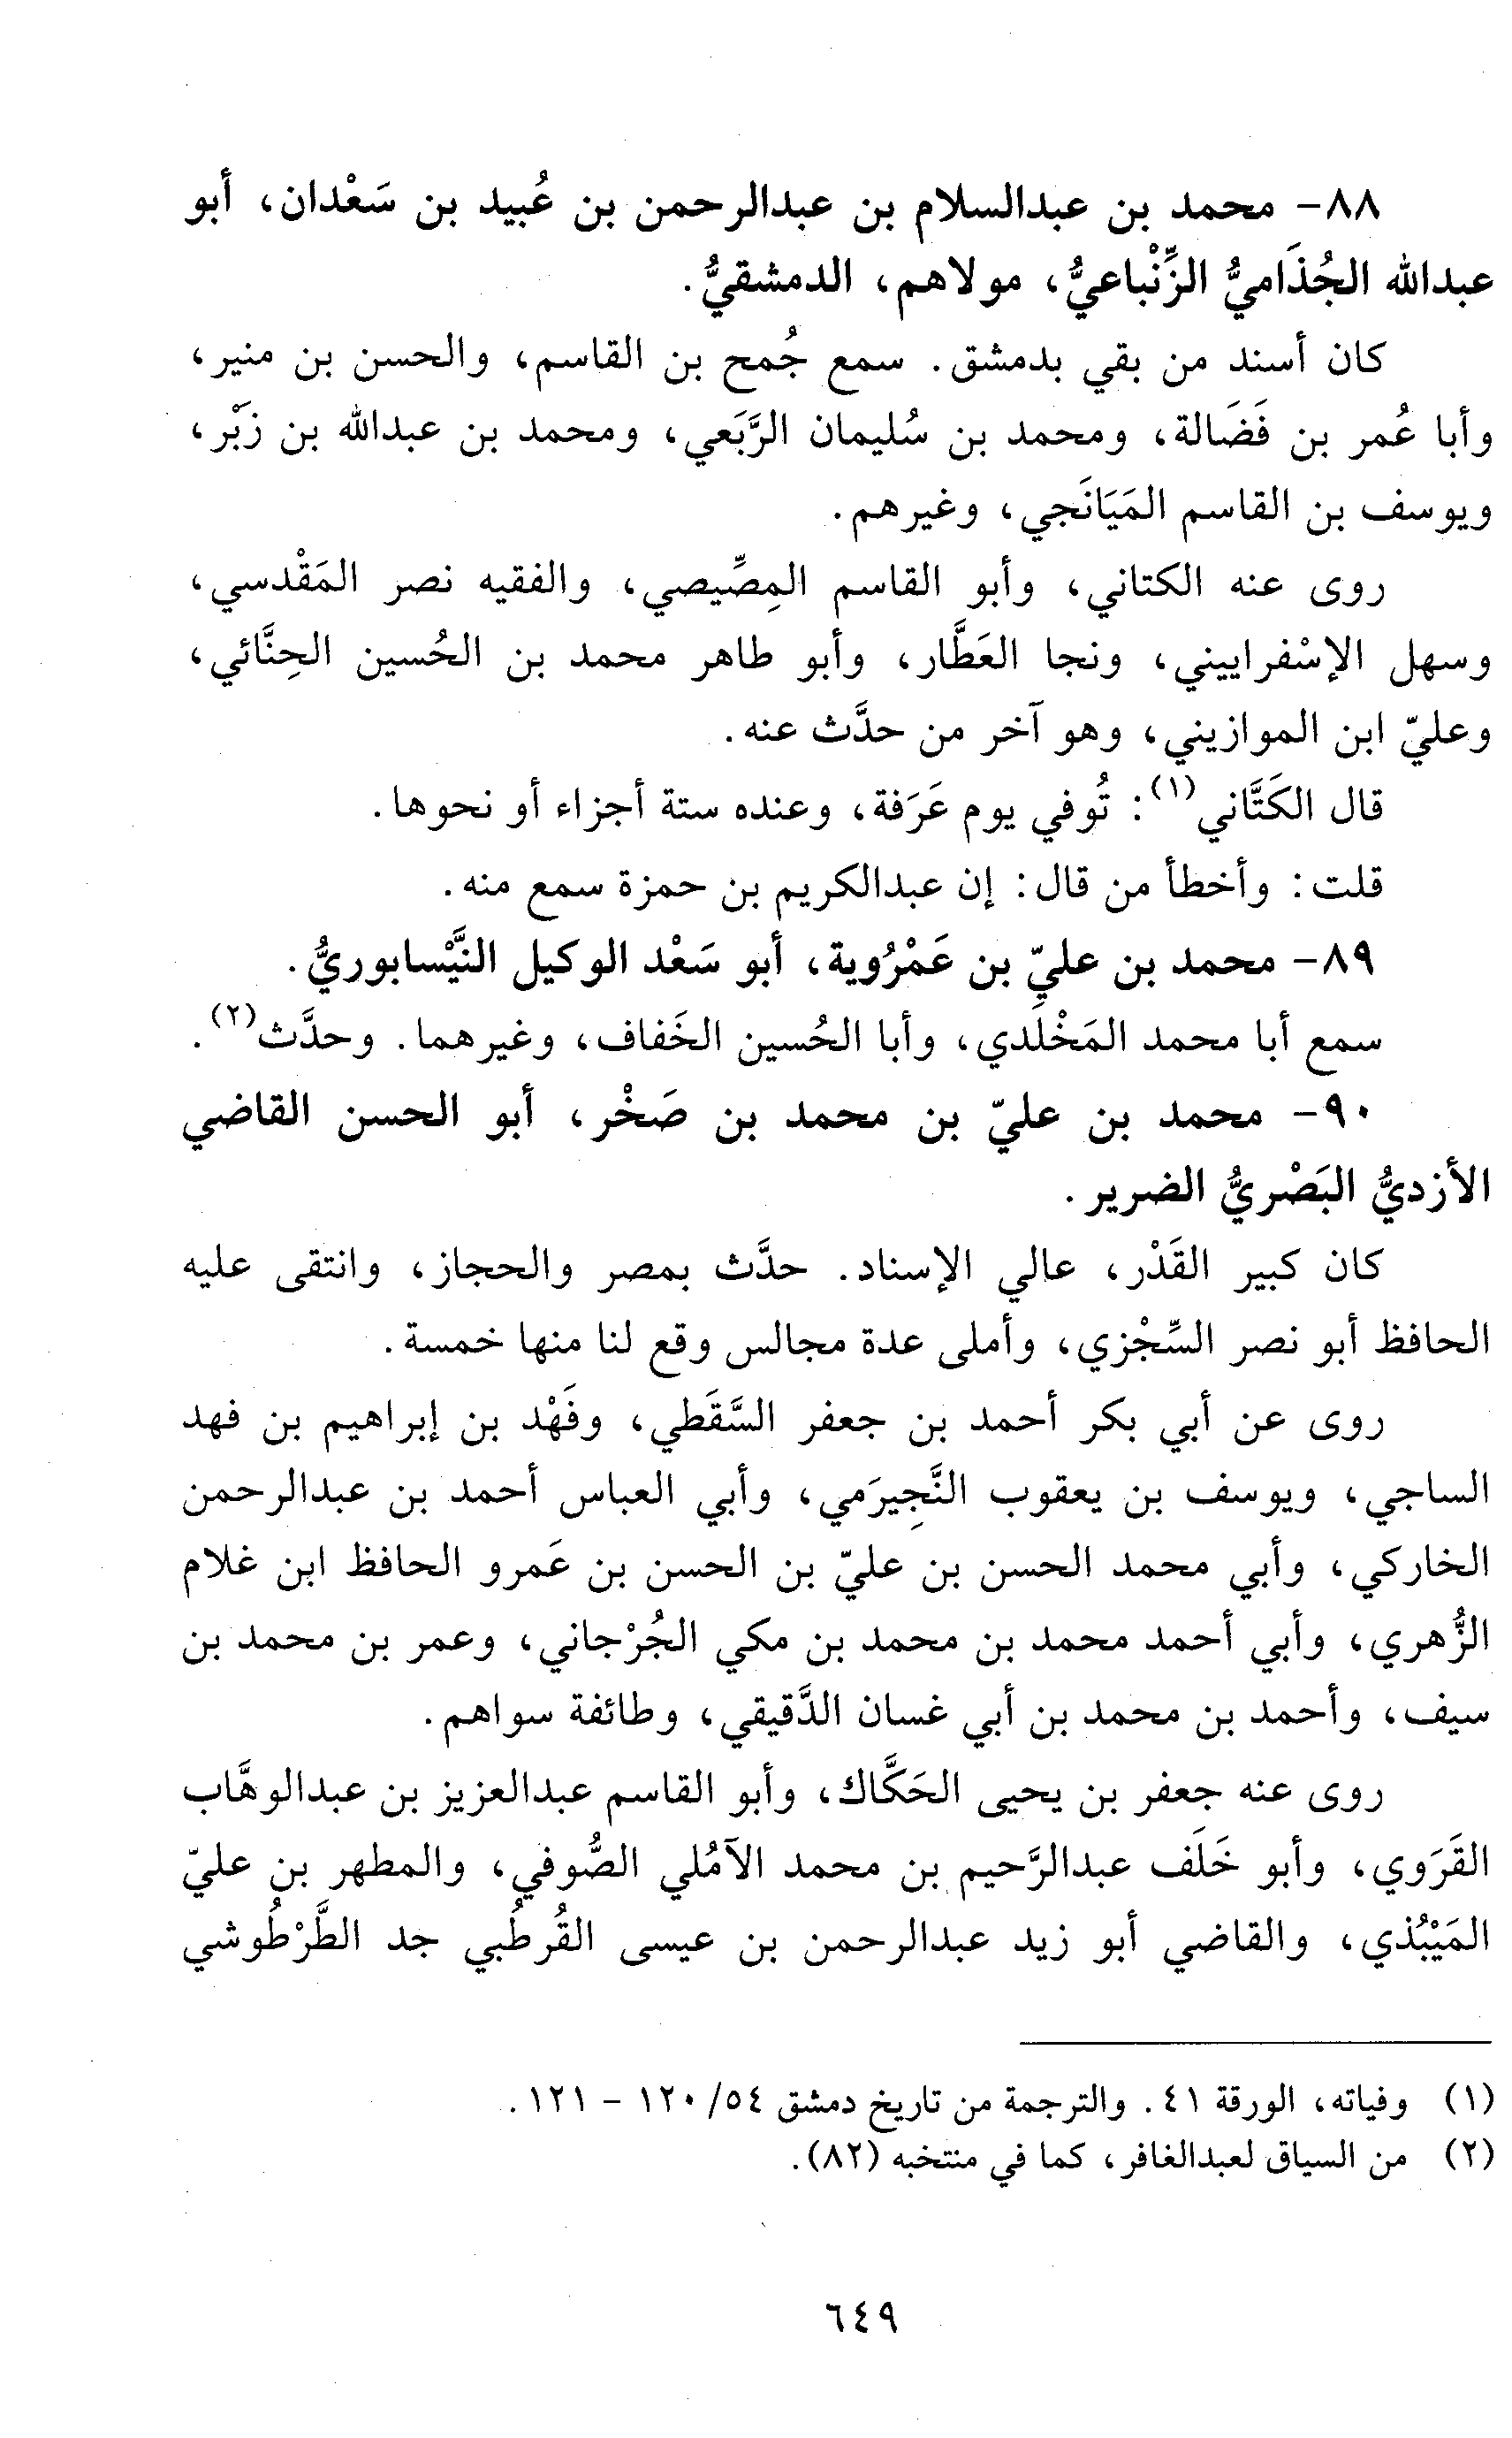 ٨٨- محمد بن عبدالسلام بن عبدالرحمن بن عُبيد بن سَعْدان، أبو
عبدالله الجُذَاميُّ الزِّنْباعيُّ، مولاهم، الدمشقيُّ.
كان أسند من بقي بدمشق. سمع جُمح بن القاسم، والحسن بن منير،
وأبا عُمر بن فَضَالة، ومحمد بن سُليمان الرَّبَعي، ومحمد بن عبدالله بن زَبْر،
ويوسف بن القاسم المَيَانَجي، وغيرهم.
روى عنه الكتاني، وأبو القاسم المِصِّيصي، والفقيه نصر المَقْدسي،
وسهل الإسْفراييني، ونجا العَطَّار، وأبو طاهر محمد بن الحُسين الحِنَّائي،
وعليّ ابن الموازيني، وهو آخر من حدَّث عنه.
قال الكَتَّاني(١): تُوفي يوم عَرَفة، وعنده ستة أجزاء أو نحوها.
قلت: وأخطأ من قال: إن عبدالكريم بن حمزة سمع منه.
٨٩- محمد بن عليّ بن عَمْرُوية، أبو سَعْد الوكيل النَّيْسابوريُّ.
سمع أبا محمد المَخْلَدي، وأبا الحُسين الخَفاف، وغيرهما. وحدَّث(٢).
٩٠- محمد بن عليّ بن محمد بن صَخْر، أبو الحسن القاضي
الأزديُّ البَصْريُّ الضرير.
كان كبير القَدْر، عالي الإسناد. حدَّث بمصر والحجاز، وانتقى عليه
الحافظ أبو نصر السِّجْزي، وأملى عدة مجالس وقع لنا منها خمسة.
روى عن أبي بكر أحمد بن جعفر السَّقَطي، وفَهْد بن إبراهيم بن فهد
الساجي، ويوسف بن يعقوب النَّجِيرَمي، وأبي العباس أحمد بن عبدالرحمن
الخاركي، وأبي محمد الحسن بن عليّ بن الحسن بن عَمرو الحافظ ابن غلام
الزُّهري، وأبي أحمد محمد بن محمد بن مكي الجُرْجاني، وعمر بن محمد بن
سيف، وأحمد بن محمد بن أبي غسان الدَّقيقي، وطائفة سواهم.
روى عنه جعفر بن يحيى الحَكَّاك، وأبو القاسم عبدالعزيز بن عبدالوهَّاب
القَرَوي، وأبو خَلَف عبدالرَّحيم بن محمد الآمُلي الصُّوفي، والمطهر بن عليّ
المَيْبُذي، والقاضي أبو زيد عبدالرحمن بن عيسى القُرطُبي جد الطَّرْطُوشي
(١) وفياته، الورقة ٤١. والترجمة من تاريخ دمشق ٥٤/ ١٢٠ - ١٢١.
(٢) من السياق لعبدالغافر، كما في منتخبه (٨٢).
٦٤٩